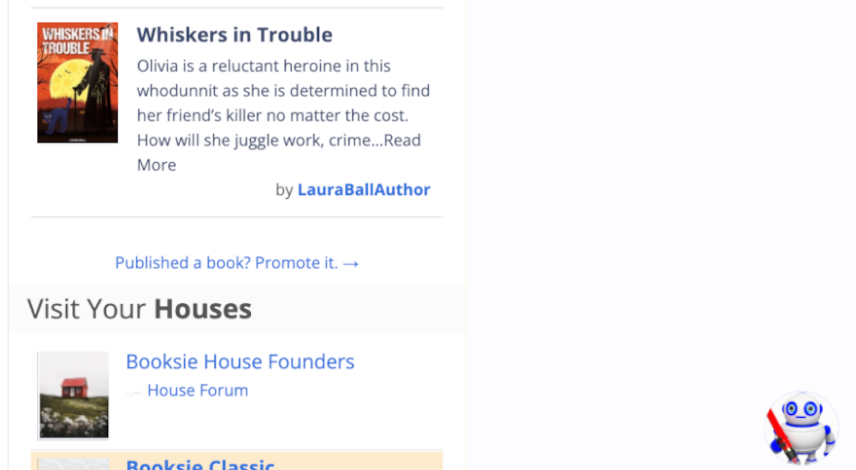 WHISKERS IN
TROUBLE
Whiskers in Trouble
Olivia is a reluctant heroine in this
whodunnit as she is determined to find
her friend’s killer no matter the cost.
How will she juggle work, crime...Read
More
by LauraBallAuthor
Published a book? Promote it. →
Visit Your Houses
Booksie House Founders
House Forum
Booksie Classic